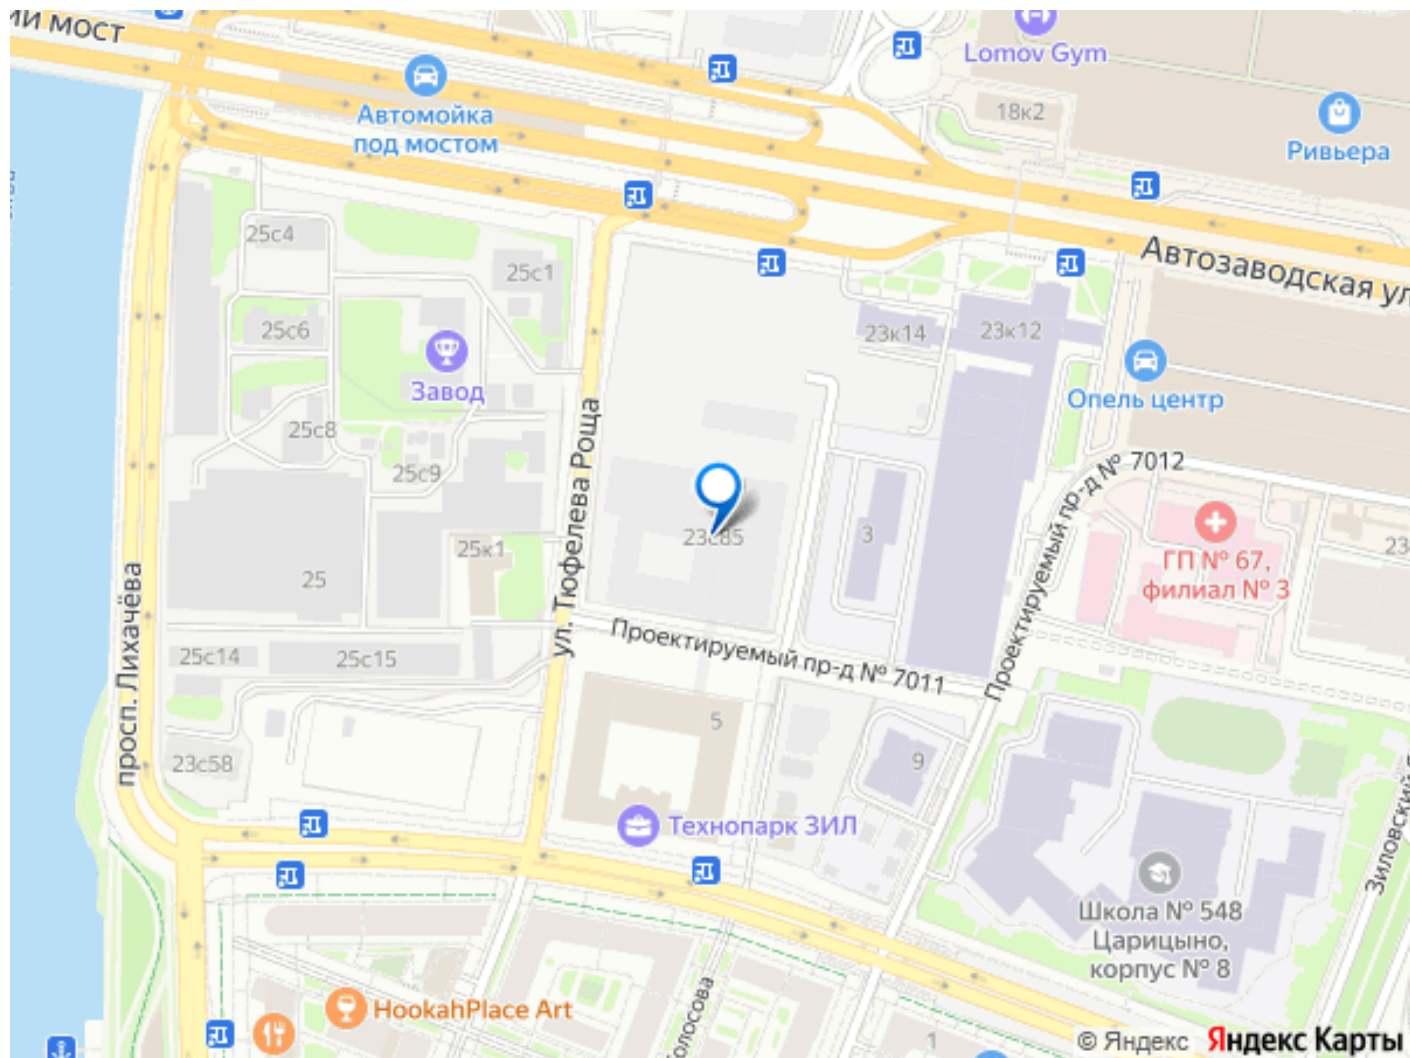 мост
Lomov Gym
Автомойка
под мостом
18к2
Ривьера
25с4
25с1
Автозаводская ул
25с6
23к14
23к12
Завод
Опель центр
25с8
25с9
ул. Тюфелева Роща
Проектируемый пр-д № 7012
23с85
3
25к1
25
ГП № 67,
филиал № 3
23
просп. Лихачёва
Проектируемый пр-д № 7011
25с14
25с15
5
9
23с58
Технопарк ЗИЛ
Зиловский
Школа № 548
Царицыно,
корпус № 8
HookahPlace Art
олосова
1
© Яндекс Яндекс Карты